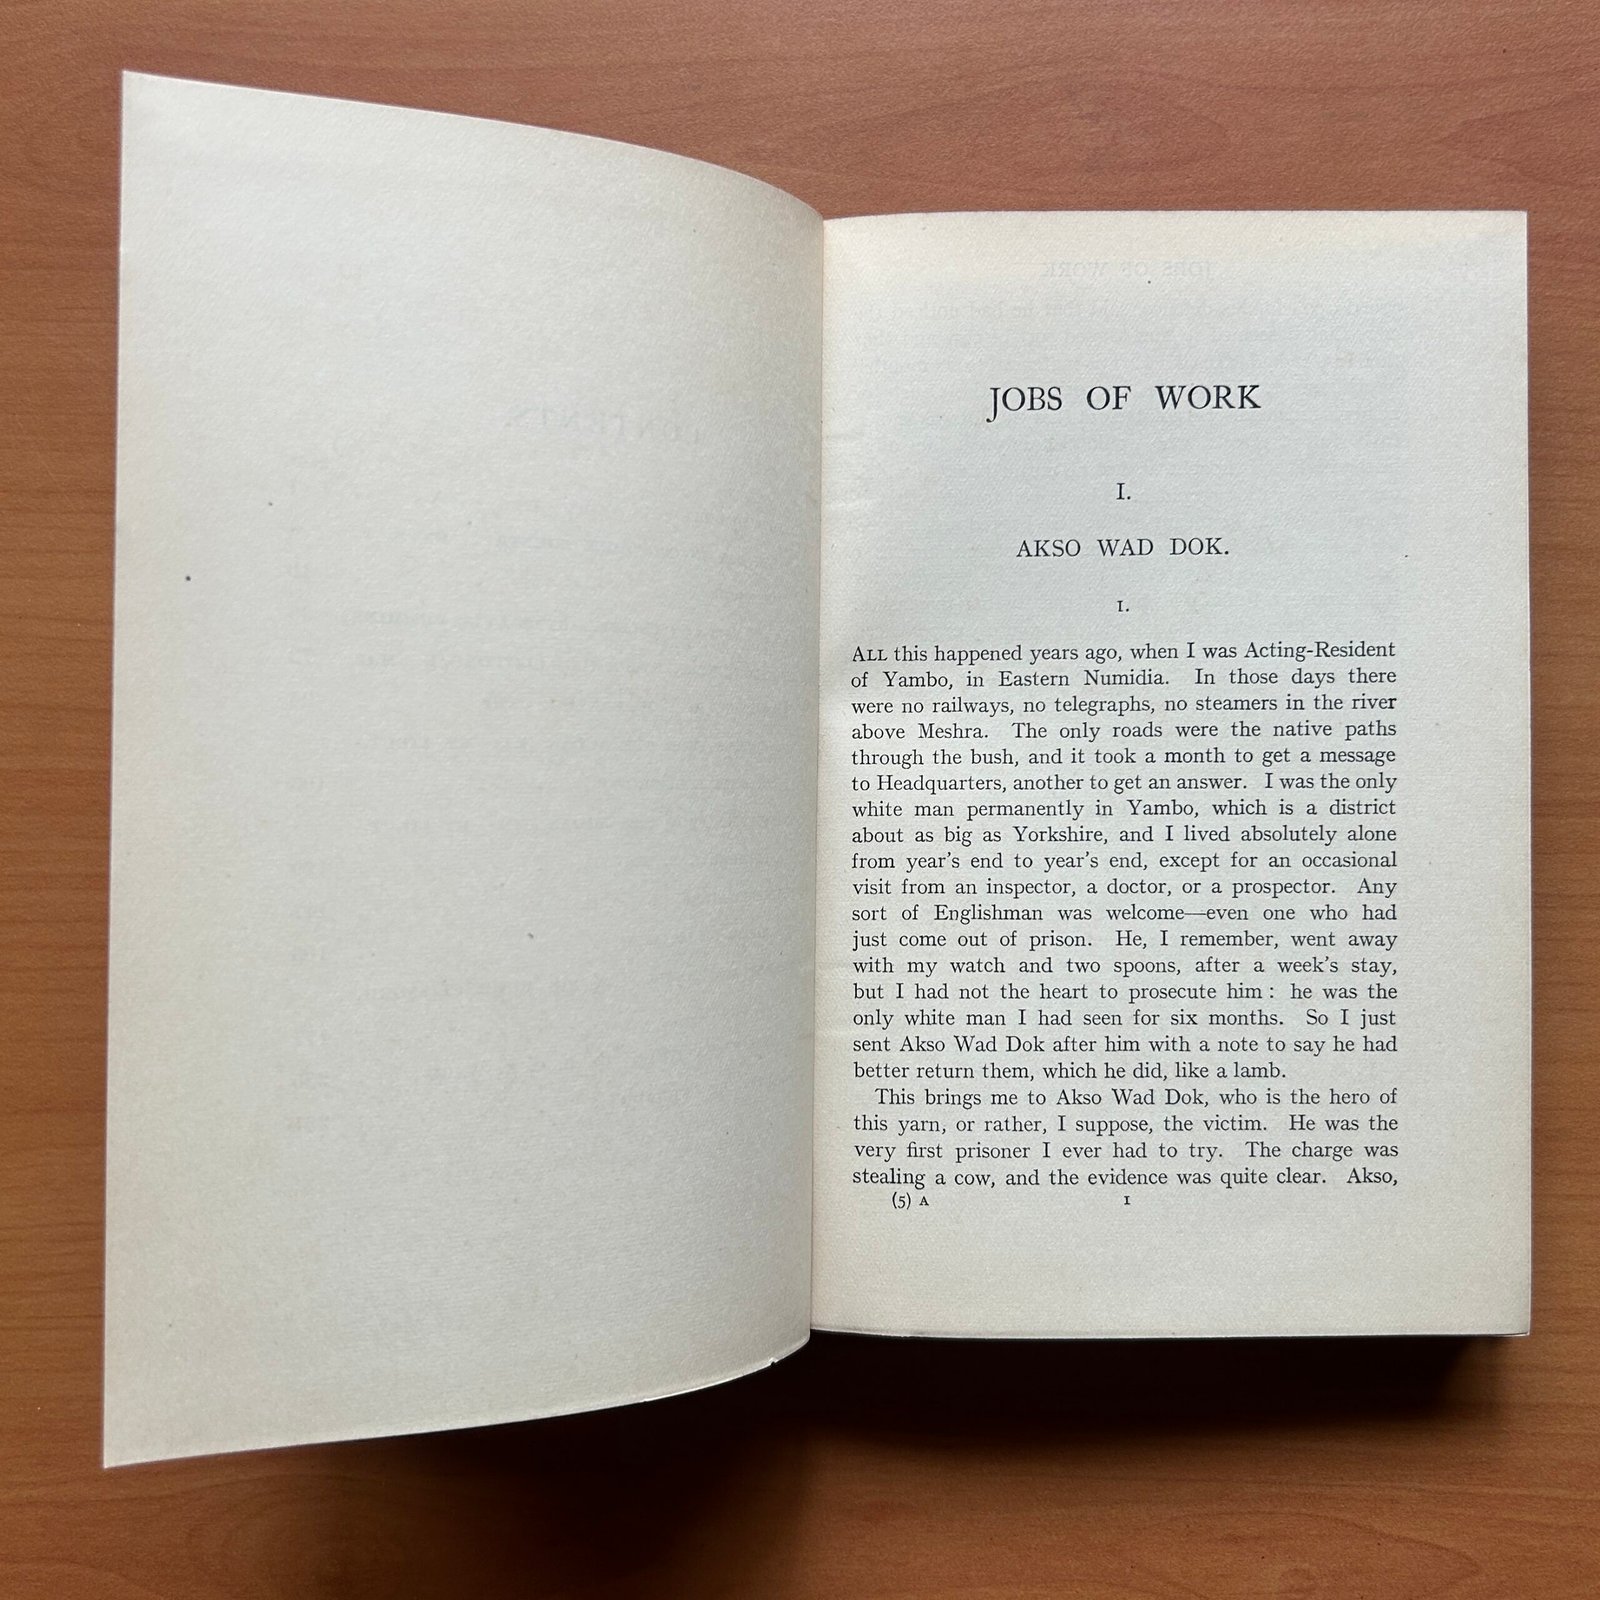 JOBS OF WORK
I.
AKSO WAD DOK.
I.
ALL this happened years ago, when I was Acting-Resident
of Yambo, in Eastern Numidia. In those days there
were no railways, no telegraphs, no steamers in the river
above Meshra. The only roads were the native paths
through the bush, and it took a month to get a message
to Headquarters, another to get an answer. I was the only
white man permanently in Yambo, which is a district
about as big as Yorkshire, and I lived absolutely alone
from year's end to year's end, except for an occasional
visit from an inspector, a doctor, or a prospector. Any
sort of Englishman was welcome—even one who had
just come out of prison. He, I remember, went away
with my watch and two spoons, after a week's stay,
but I had not the heart to prosecute him : he was the
only white man I had seen for six months. So I just
sent Akso Wad Dok after him with a note to say he had
better return them, which he did, like a lamb.
This brings me to Akso Wad Dok, who is the hero of
this yarn, or rather, I suppose, the victim. He was the
very first prisoner I ever had to try. The charge was
stealing a cow, and the evidence was quite clear. Akso,
(5) A 1